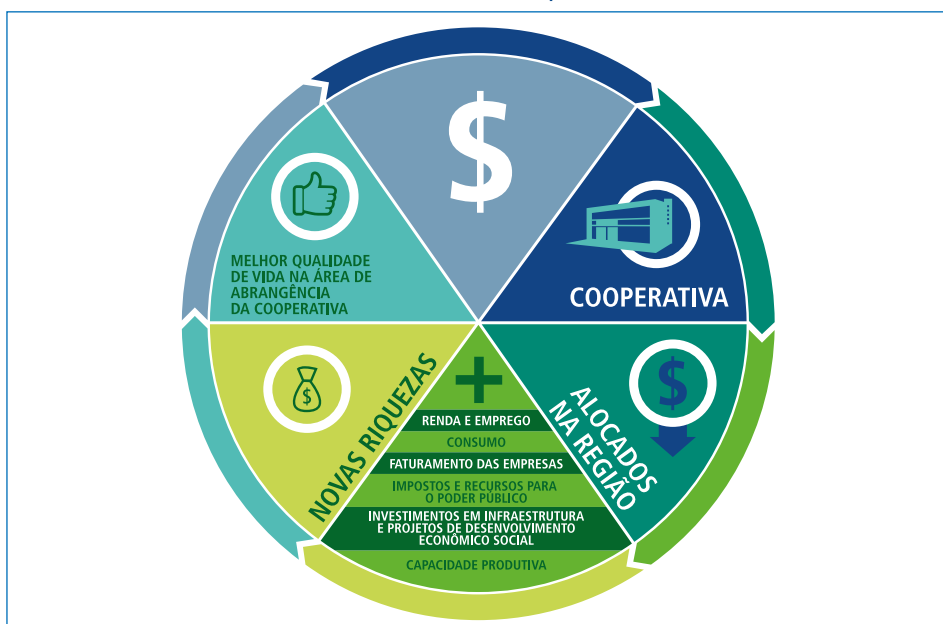 $
COOPERATIVA
$
ALOCADOS
NA REGIÃO
+
RENDA E EMPREGO
CONSUMO
FATURAMENTO DAS EMPRESAS
IMPOSTOS E RECURSOS PARA
O PODER PÚBLICO
INVESTIMENTOS EM INFRAESTRUTURA
E PROJETOS DE DESENVOLVIMENTO
ECONÔMICO SOCIAL
CAPACIDADE PRODUTIVA
NOVAS RIQUEZAS
$
MELHOR QUALIDADE
DE VIDA NA ÁREA DE
ABRANGÊNCIA
DA COOPERATIVA